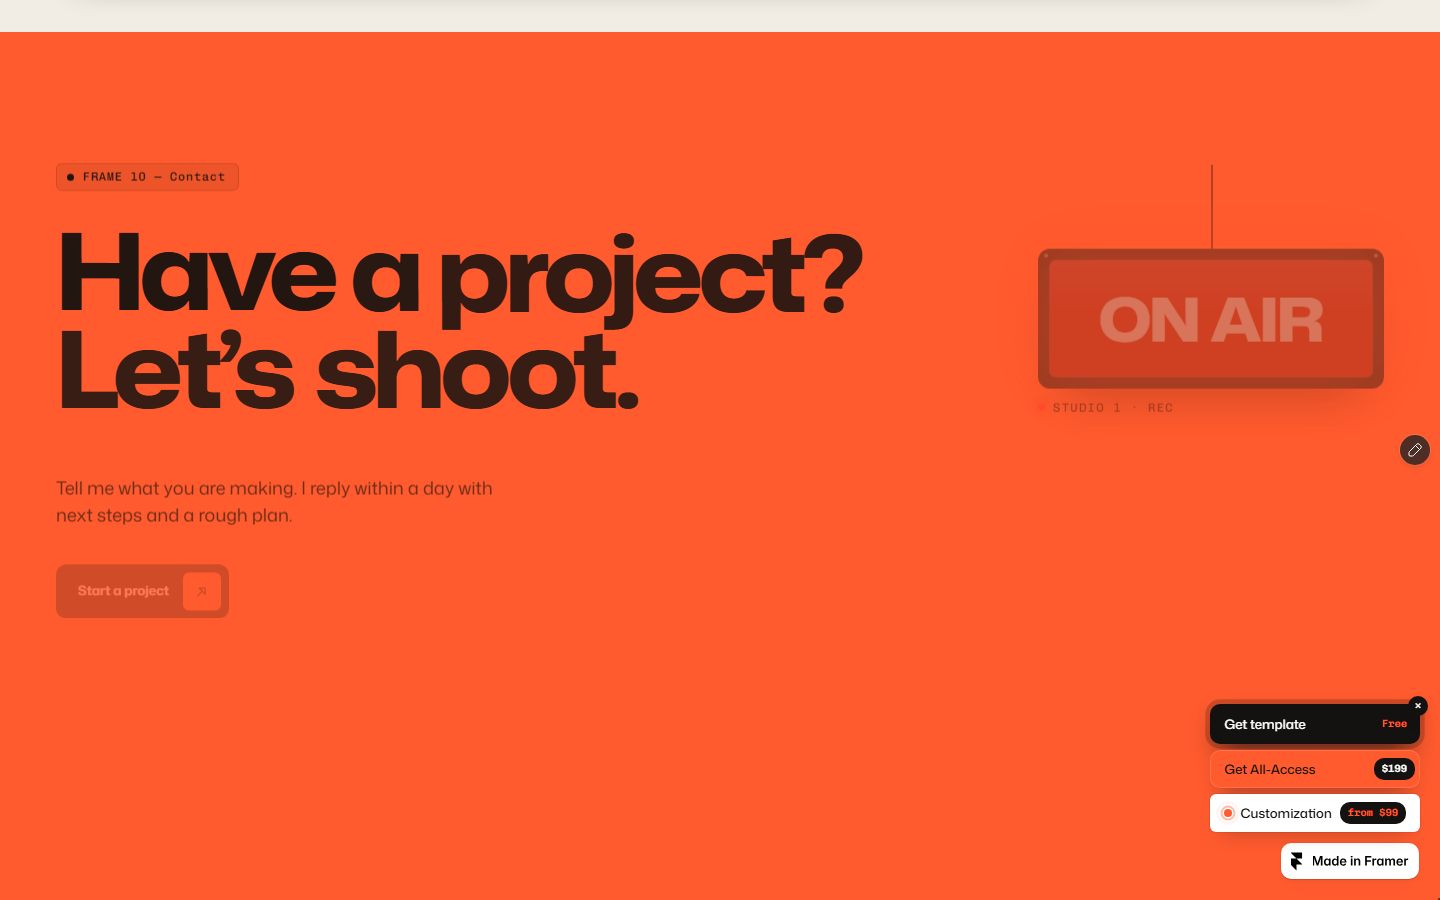 FRAME 10 — Contact
Have a project?
Let’s shoot.
Tell me what you are making. I reply within a day with
next steps and a rough plan.
Start a project
ON AIR
STUDIO 1 · REC
Get template Free
Get All-Access $199
Customization from $99
Made in Framer